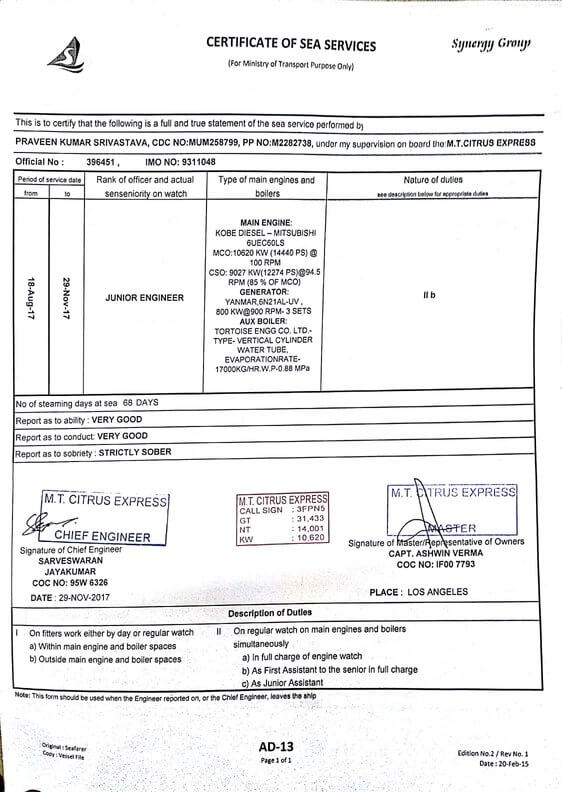 CERTIFICATE OF SEA SERVICES
Synergy Group
(For Ministry of Transport Purpose Only)
This is to certify that the following is a full and true statement of the sea service performed by
PRAVEEN KUMAR SRIVASTAVA, CDC NO:MUM258799, PP NO:M2282738, under my supervision on board the M.T.CITRUS EXPRESS
Official No : 396451 , IMO NO: 9311048
Period of service date
from to
Rank of officer and actual
senseniority on watch
Type of main engines and
boilers
Nature of duties
see description below for appropriate duties
18-Aug-17
29-Nov-17
JUNIOR ENGINEER
MAIN ENGINE:
KOBE DIESEL – MITSUBISHI
6UEC60LS
MCO:10620 KW (14440 PS) @
100 RPM
CSO: 9027 KW(12274 PS)@94.5
RPM (85 % OF MCO)
GENERATOR:
YANMAR,6N21AL-UV ,
800 KW@900 RPM- 3 SETS
AUX BOILER:
TORTOISE ENGG CO. LTD.-
TYPE- VERTICAL CYLINDER
WATER TUBE,
EVAPORATIONRATE-
17000KG/HR.W.P-0.88 MPa
II b
No of steaming days at sea 68 DAYS
Report as to ability : VERY GOOD
Report as to conduct: VERY GOOD
Report as to sobriety : STRICTLY SOBER
M.T. CITRUS EXPRESS
CHIEF ENGINEER
Signature of Chief Engineer
SARVESWARAN
JAYAKUMAR
COC NO: 95W 6326
DATE : 29-NOV-2017
M.T. CITRUS EXPRESS
CALL SIGN : 3FPN5
GT : 31,433
NT : 14,001
KW : 10,620
M.T. CITRUS EXPRESS
MASTER
Signature of Master/Representative of Owners
CAPT. ASHWIN VERMA
COC NO: IF00 7793
PLACE : LOS ANGELES
Description of Duties
I On fitters work either by day or regular watch
a) Within main engine and boiler spaces
b) Outside main engine and boiler spaces
II On regular watch on main engines and boilers
simultaneously
a) In full charge of engine watch
b) As First Assistant to the senior in full charge
c) As Junior Assistant
Note: This form should be used when the Engineer reported on, or the Chief Engineer, leaves the ship
Original : Seafarer
Copy : Vessel File
AD-13
Page 1 of 1
Edition No.2 / Rev No. 1
Date : 20-Feb-15